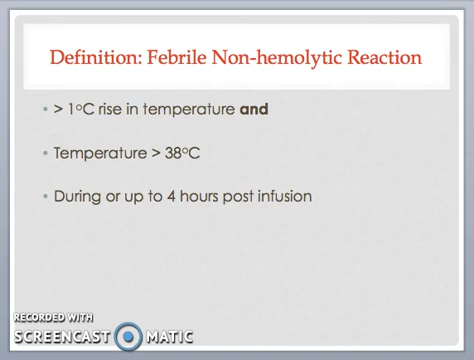 Definition: Febrile Non-hemolytic Reaction
• > 1°C rise in temperature and
• Temperature > 38°C
• During or up to 4 hours post infusion
RECORDED WITH
SCREENCAST MATIC